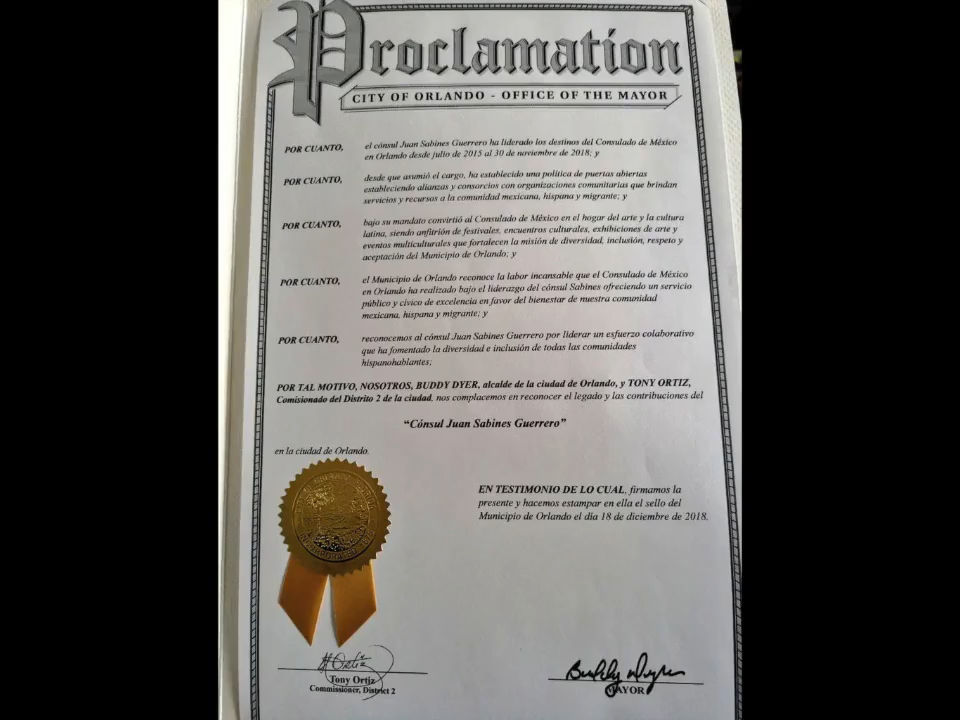 Proclamation
CITY OF ORLANDO - OFFICE OF THE MAYOR
POR CUANTO, el cónsul Juan Sabines Guerrero ha liderado los destinos del Consulado de México
en Orlando desde julio de 2015 al 30 de noviembre de 2018; y
POR CUANTO, desde que asumió el cargo, ha establecido una política de puertas abiertas
estableciendo alianzas y consorcios con organizaciones comunitarias que brindan
servicios y recursos a la comunidad mexicana, hispana y migrante; y
POR CUANTO, bajo su mandato convirtió al Consulado de México en el hogar del arte y la cultura
latina, siendo anfitrión de festivales, encuentros culturales, exhibiciones de arte y
eventos multiculturales que fortalecen la misión de diversidad, inclusión, respeto y
aceptación del Municipio de Orlando; y
POR CUANTO, el Municipio de Orlando reconoce la labor incansable que el Consulado de México
en Orlando ha realizado bajo el liderazgo del cónsul Sabines ofreciendo un servicio
público y cívico de excelencia en favor del bienestar de nuestra comunidad
mexicana, hispana y migrante; y
POR CUANTO, reconocemos al cónsul Juan Sabines Guerrero por liderar un esfuerzo colaborativo
que ha fomentado la diversidad e inclusión de todas las comunidades
hispanohablantes;
POR TAL MOTIVO, NOSOTROS, BUDDY DYER, alcalde de la ciudad de Orlando, y TONY ORTIZ,
Comisionado del Distrito 2 de la ciudad, nos complacemos en reconocer el legado y las contribuciones del
“Cónsul Juan Sabines Guerrero”
en la ciudad de Orlando.
EN TESTIMONIO DE LO CUAL, firmamos la
presente y hacemos estampar en ella el sello del
Municipio de Orlando el día 18 de diciembre de 2018.
Tony Ortiz
Commissioner, District 2
Buddy Dyer
MAYOR